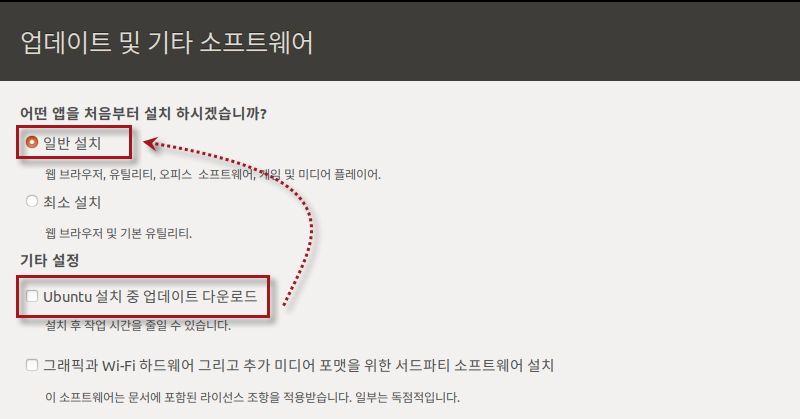 업데이트 및 기타 소프트웨어
어떤 앱을 처음부터 설치 하시겠습니까?
일반 설치
웹 브라우저, 유틸리티, 오피스 소프트웨어, 게임 및 미디어 플레이어.
최소 설치
웹 브라우저 및 기본 유틸리티.
기타 설정
Ubuntu 설치 중 업데이트 다운로드
설치 후 작업 시간을 줄일 수 있습니다.
그래픽과 Wi-Fi 하드웨어 그리고 추가 미디어 포맷을 위한 서드파티 소프트웨어 설치
이 소프트웨어는 문서에 포함된 라이선스 조항을 적용받습니다. 일부는 독점적입니다.